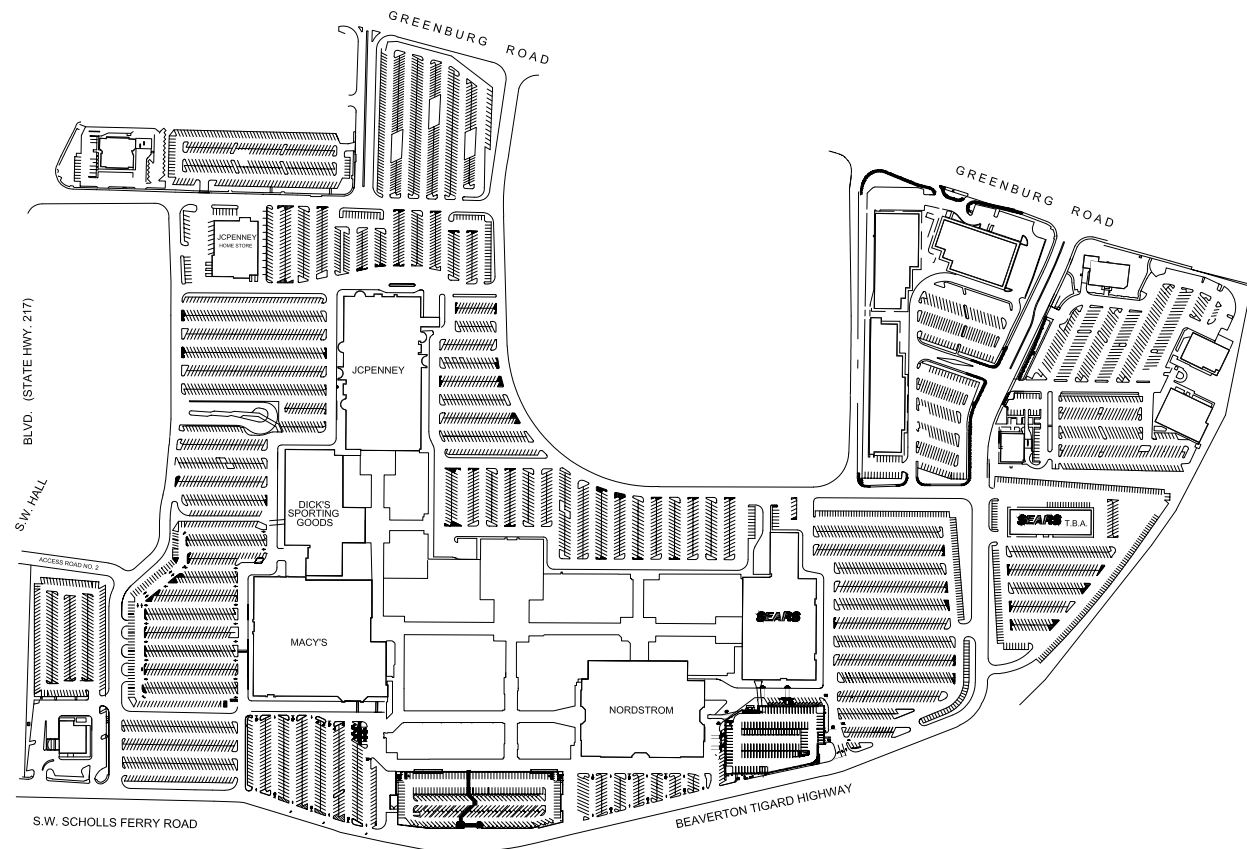 GREENBURG ROAD
GREENBURG ROAD
JCPENNEY
HOME STORE
BLVD. (STATE HWY. 217)
JCPENNEY
S.W. HALL
DICK'S
SPORTING
GOODS
SEARS T.B.A.
ACCESS ROAD NO. 2
SEARS
MACY'S
NORDSTROM
S.W. SCHOLLS FERRY ROAD
BEAVERTON TIGARD HIGHWAY